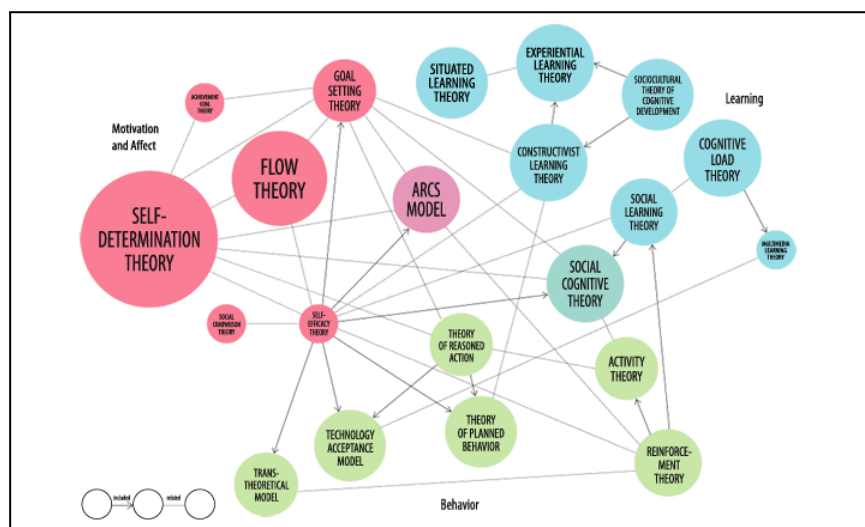 GOAL
SETTING
THEORY
ACHIEVEMENT
GOAL
THEORY
Motivation
and Affect
FLOW
THEORY
SELF-
DETERMINATION
THEORY
SOCIAL
COMPARISON
THEORY
SELF-
EFFICACY
THEORY
ARCS
MODEL
SITUATED
LEARNING
THEORY
EXPERIENTIAL
LEARNING
THEORY
SOCIOCULTURAL
THEORY OF
COGNITIVE
DEVELOPMENT
Learning
CONSTRUCTIVIST
LEARNING
THEORY
COGNITIVE
LOAD
THEORY
SOCIAL
LEARNING
THEORY
MULTIMEDIA
LEARNING
THEORY
SOCIAL
COGNITIVE
THEORY
THEORY
OF REASONED
ACTION
ACTIVITY
THEORY
TECHNOLOGY
ACCEPTANCE
MODEL
THEORY
OF PLANNED
BEHAVIOR
REINFORCE-
MENT
THEORY
TRANS-
THEORETICAL
MODEL
Behavior
included
related